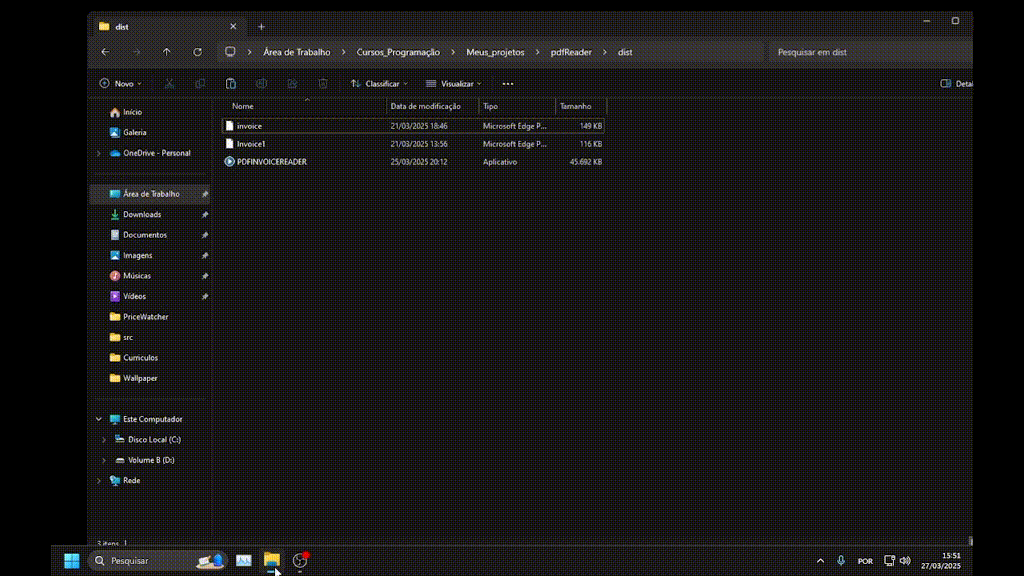 dist
Área de Trabalho > Cursos_Programação > Meus_projetos > pdfReader > dist
Pesquisar em dist
Novo
Classificar
Visualizar
Detal
Nome Data de modificação Tipo Tamanho
invoice 21/03/2025 18:46 Microsoft Edge P... 149 KB
Invoice1 21/03/2025 13:56 Microsoft Edge P... 116 KB
PDFINVOICEREADER 25/03/2025 20:12 Aplicativo 45.692 KB
Início
Galeria
OneDrive - Personal
Área de Trabalho
Downloads
Documentos
Imagens
Músicas
Vídeos
PriceWatcher
src
Curriculos
Wallpaper
Este Computador
Disco Local (C:)
Volume B (D:)
Rede
3 itens
Pesquisar
POR
15:51
27/03/2025